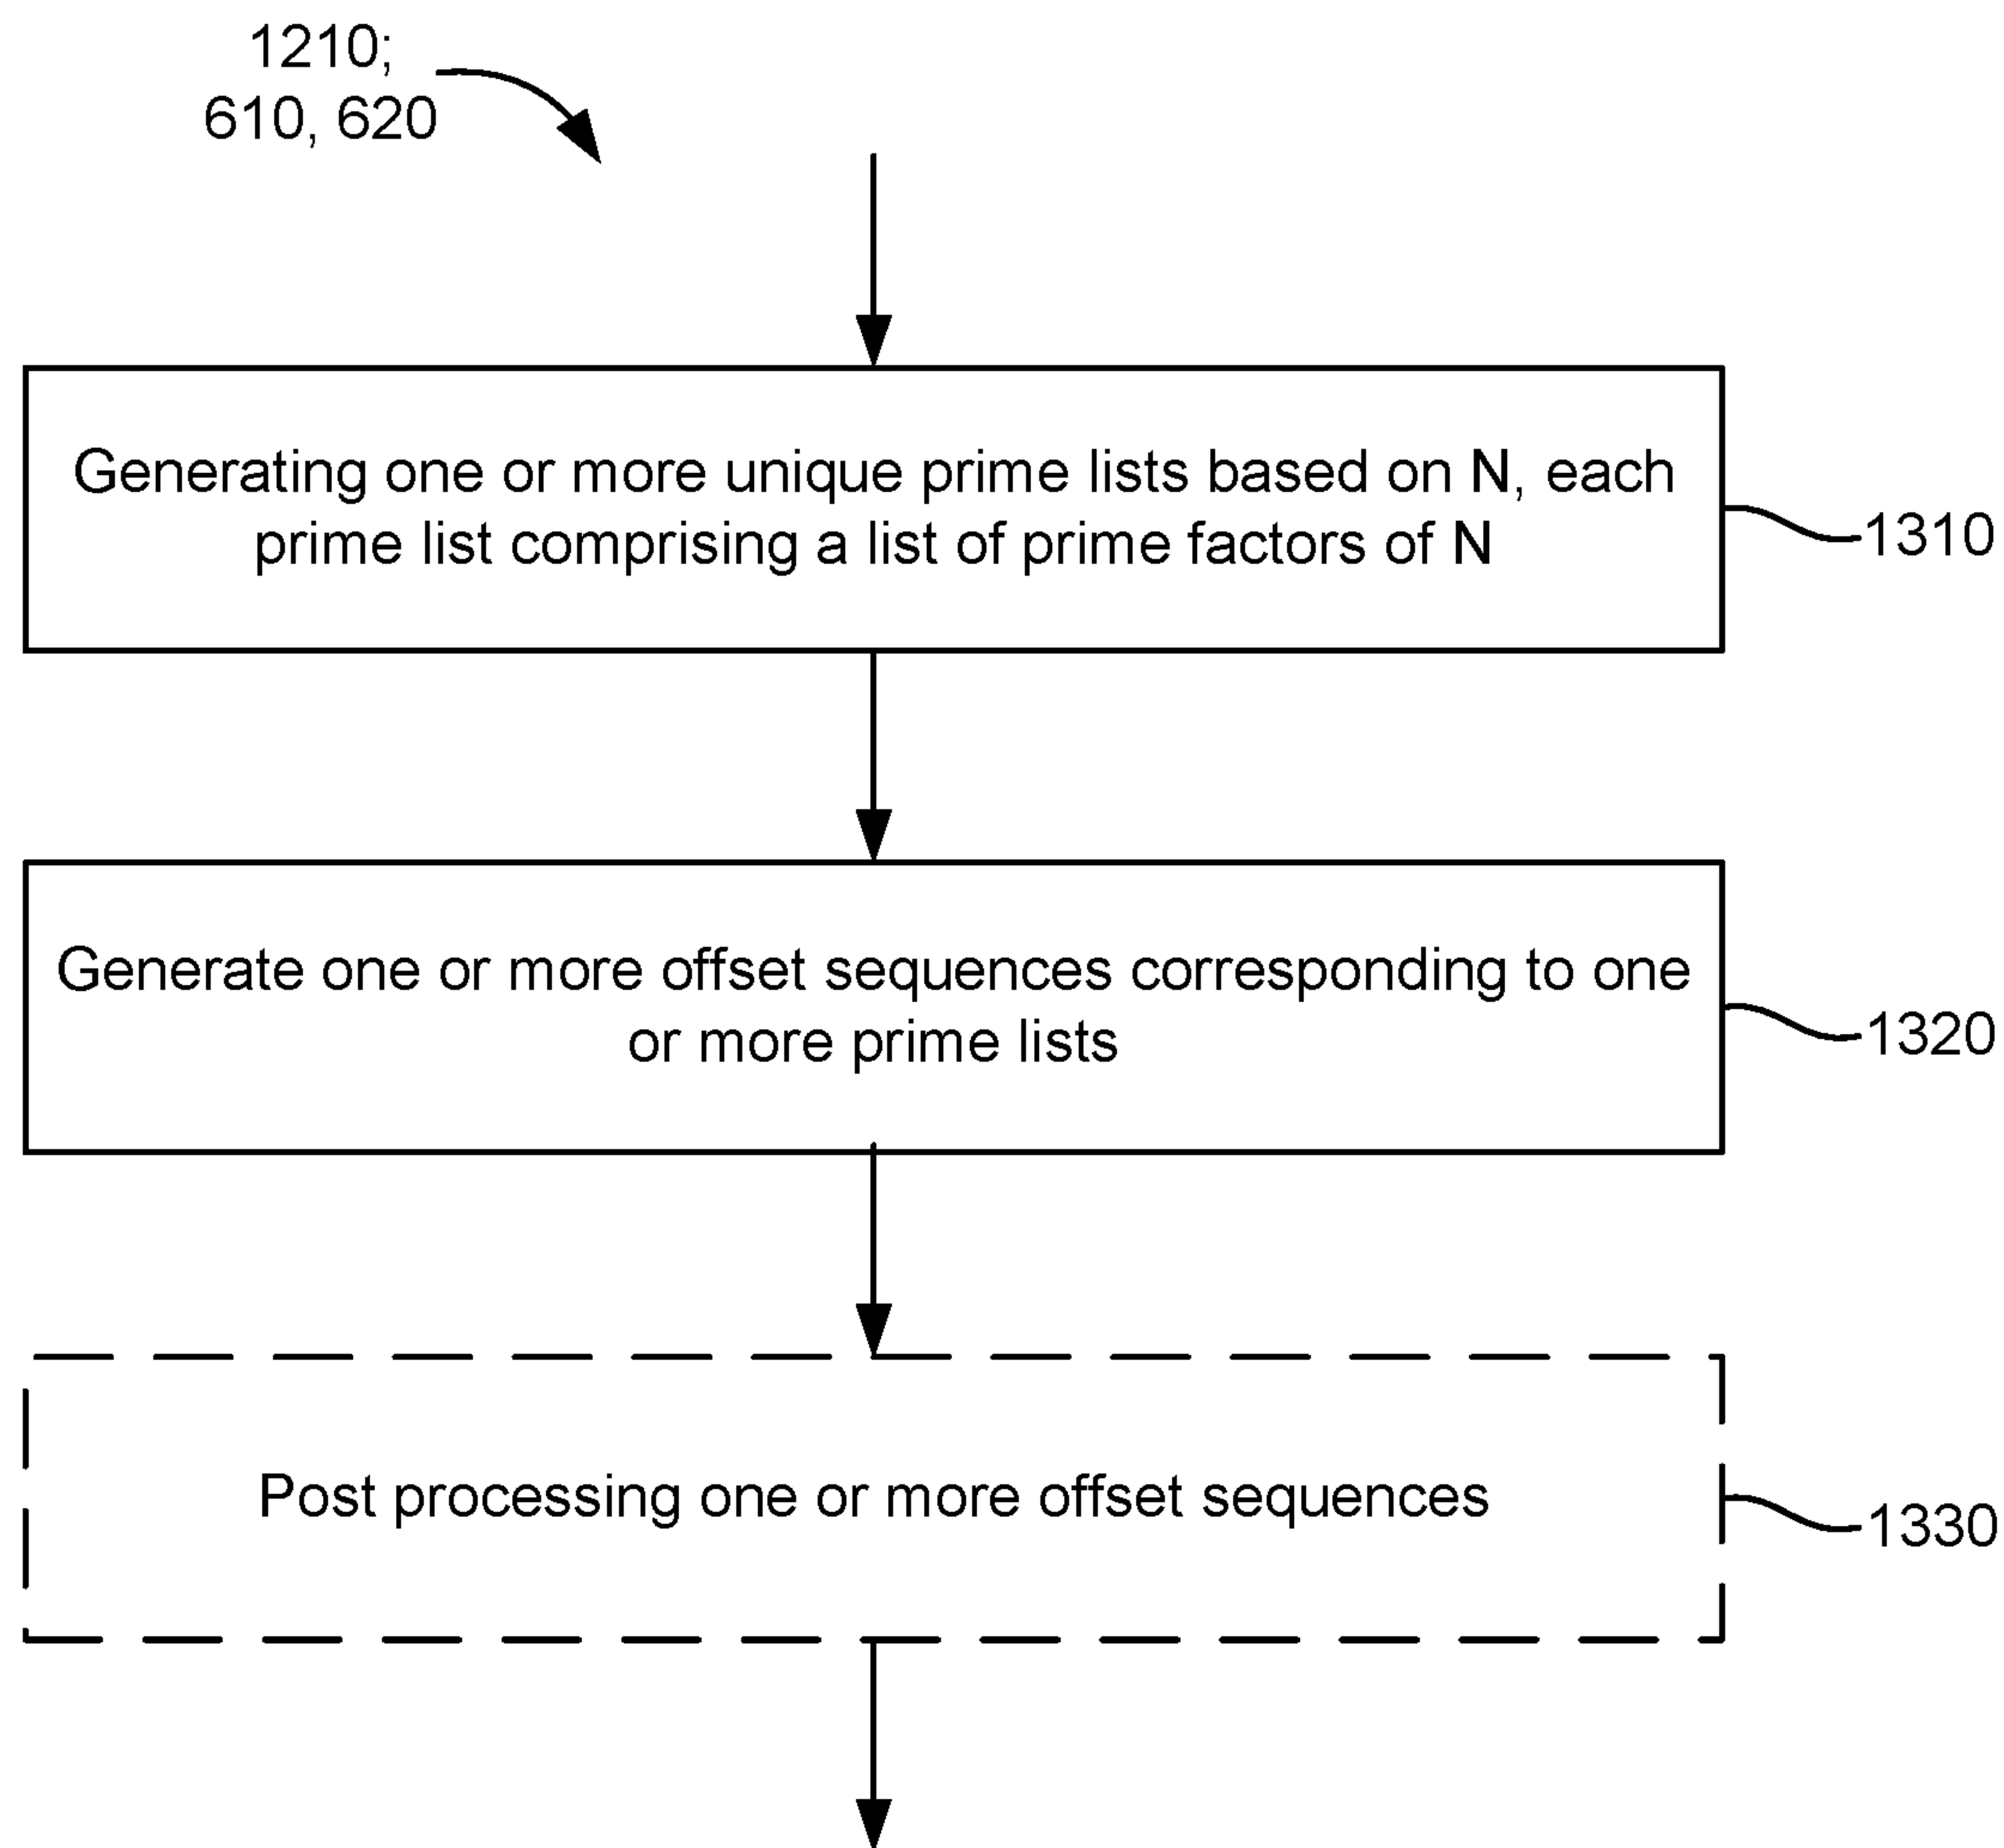 1210;
610, 620
Generating one or more unique prime lists based on N, each
prime list comprising a list of prime factors of N
1310
Generate one or more offset sequences corresponding to one
or more prime lists
1320
Post processing one or more offset sequences
1330